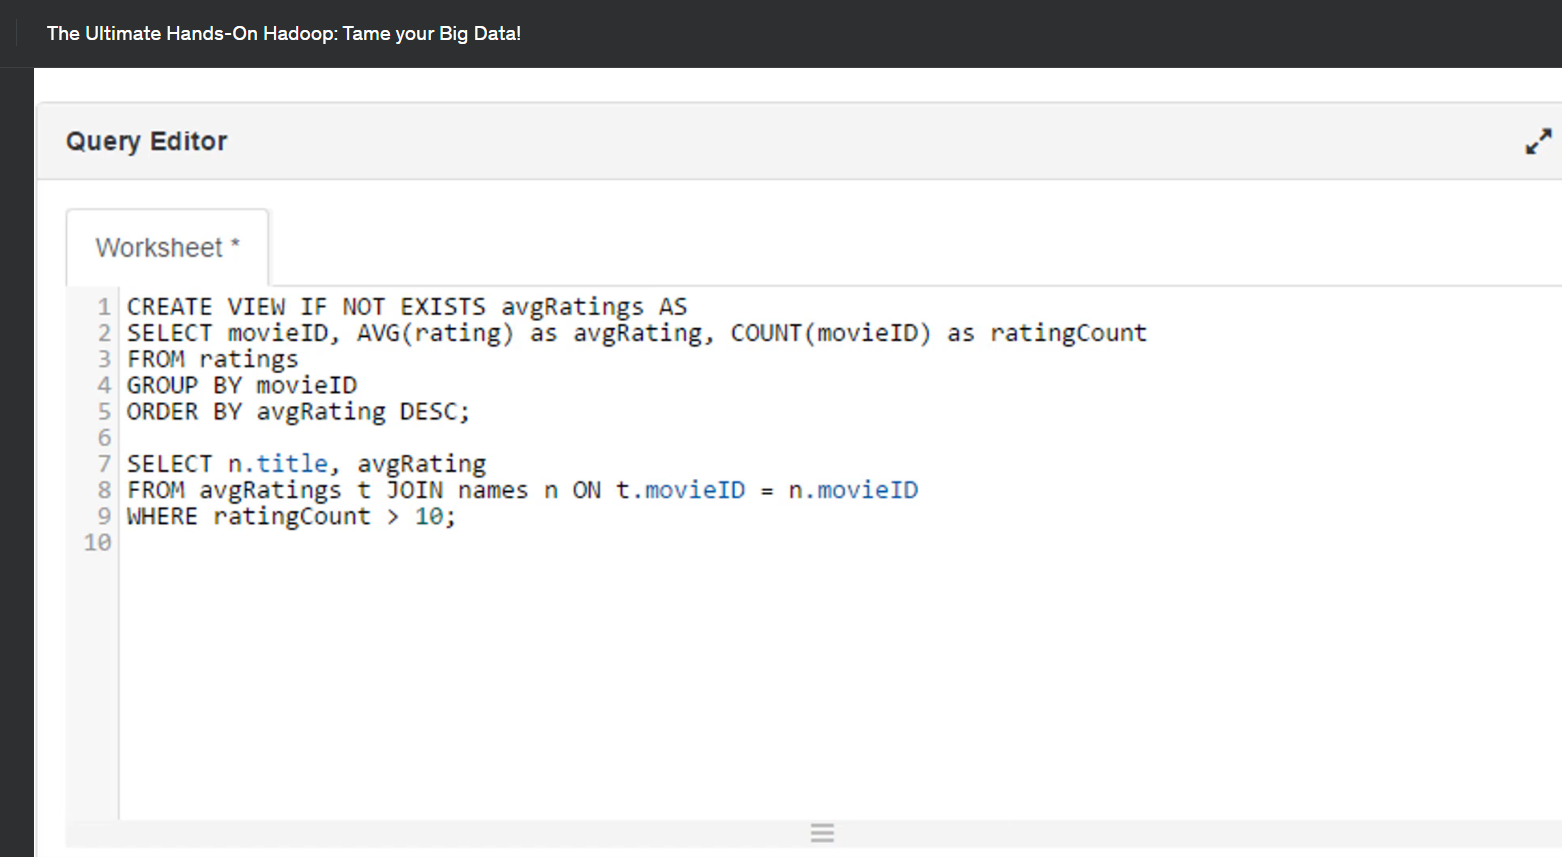 The Ultimate Hands-On Hadoop: Tame your Big Data!
Query Editor
Worksheet *
1 CREATE VIEW IF NOT EXISTS avgRatings AS
2 SELECT movieID, AVG(rating) as avgRating, COUNT(movieID) as ratingCount
3 FROM ratings
4 GROUP BY movieID
5 ORDER BY avgRating DESC;
6
7 SELECT n.title, avgRating
8 FROM avgRatings t JOIN names n ON t.movieID = n.movieID
9 WHERE ratingCount > 10;
10